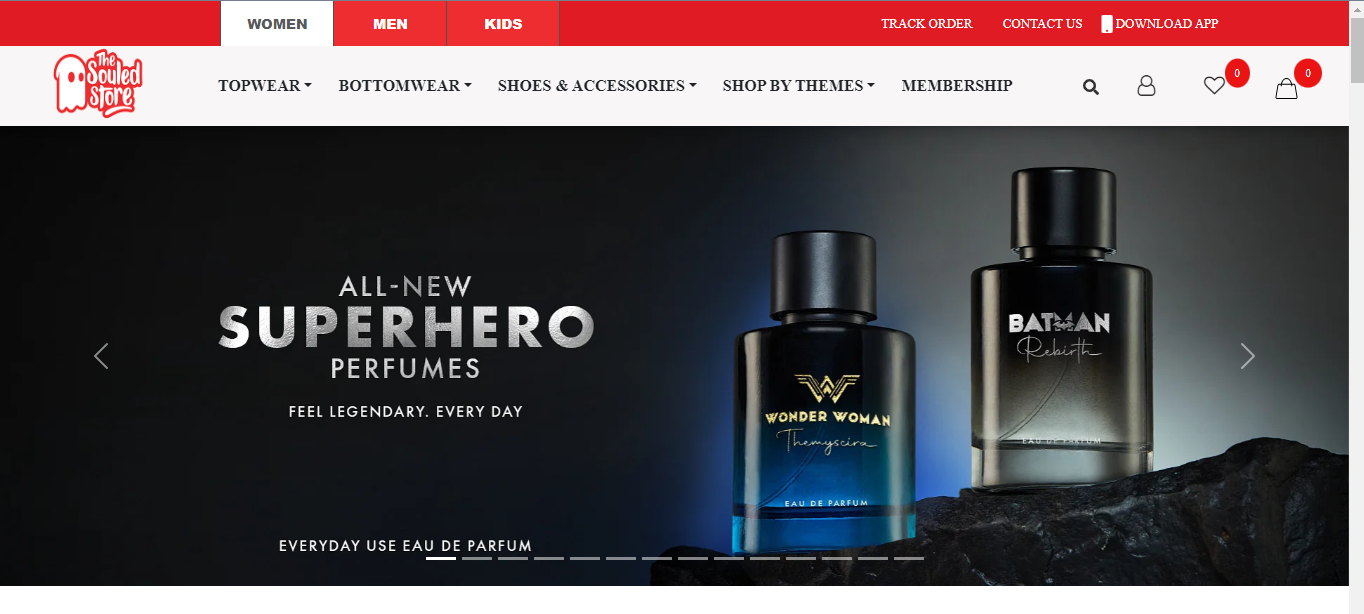 WOMEN MEN KIDS TRACK ORDER CONTACT US DOWNLOAD APP
The Souled Store
TOPWEAR BOTTOMWEAR SHOES & ACCESSORIES SHOP BY THEMES MEMBERSHIP 0 0
ALL-NEW
SUPERHERO
PERFUMES
FEEL LEGENDARY. EVERY DAY
EVERYDAY USE EAU DE PARFUM
WONDER WOMAN
Themyscira
EAU DE PARFUM
BATMAN
Rebirth
EAU DE PARFUM